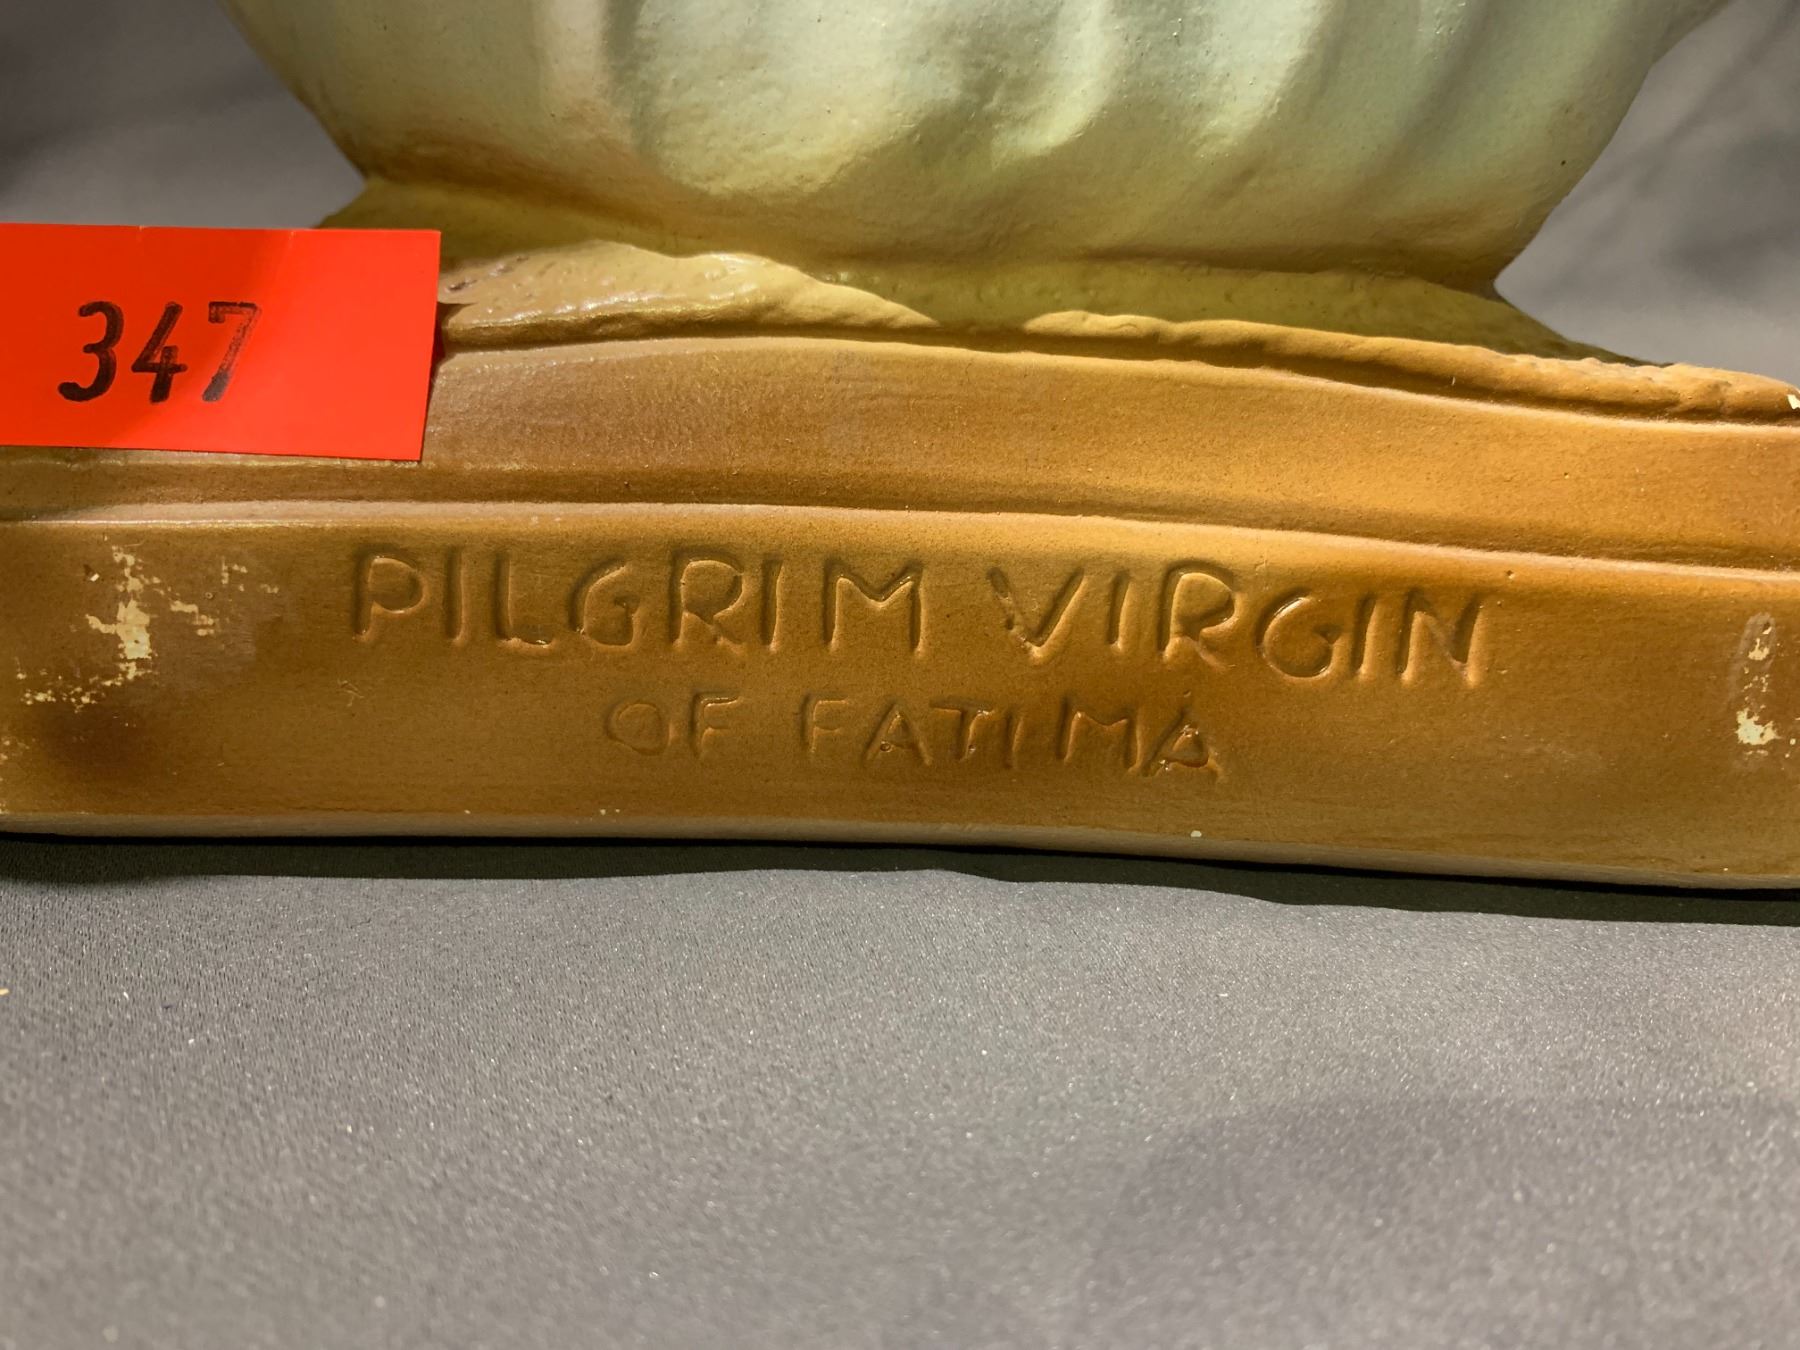 347
PILGRIM VIRGIN
OF FATIMA